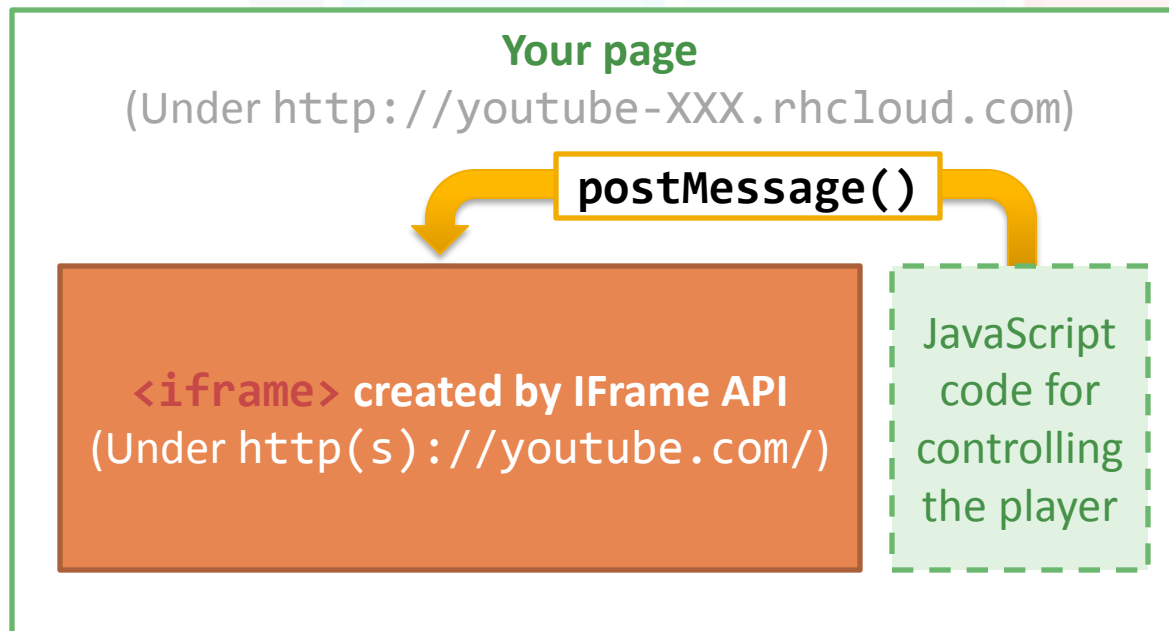 Your page
(Under http://youtube-XXX.rhcloud.com)
postMessage()
<iframe> created by IFrame API
(Under http(s)://youtube.com/)
JavaScript
code for
controlling
the player